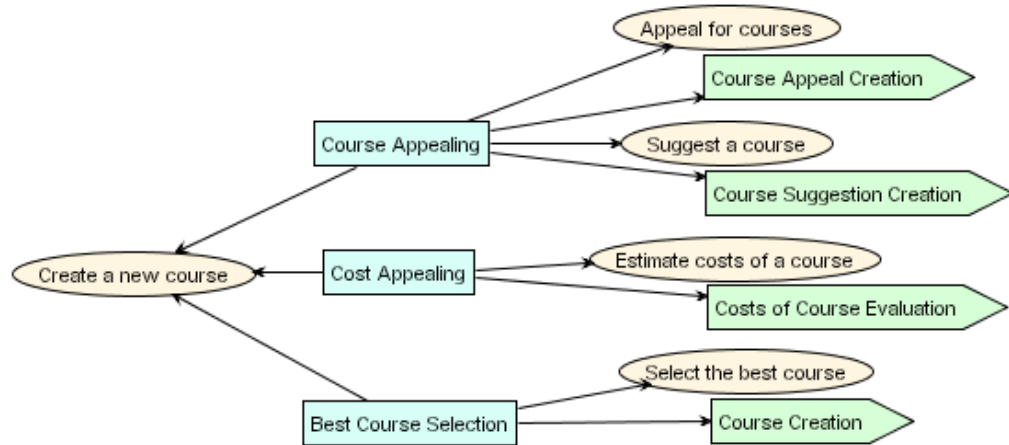 Appeal for courses
Course Appeal Creation
Course Appealing
Suggest a course
Course Suggestion Creation
Create a new course
Cost Appealing
Estimate costs of a course
Costs of Course Evaluation
Select the best course
Best Course Selection
Course Creation